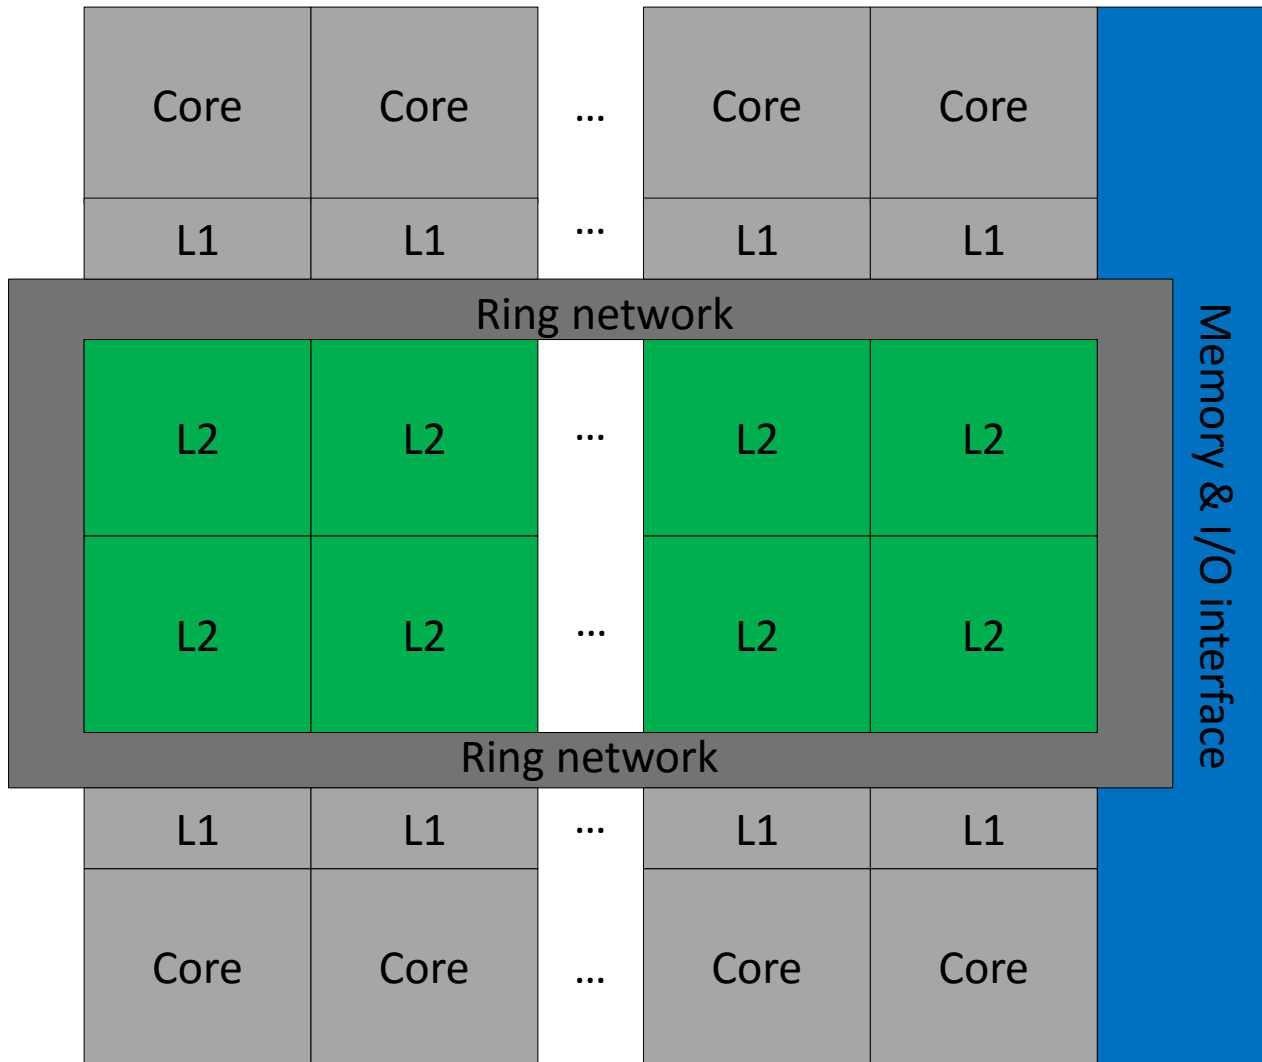 Core Core ... Core Core
L1 L1 ... L1 L1
Ring network
L2 L2 ... L2 L2
L2 L2 ... L2 L2
Ring network
L1 L1 ... L1 L1
Core Core ... Core Core
Memory & I/O interface